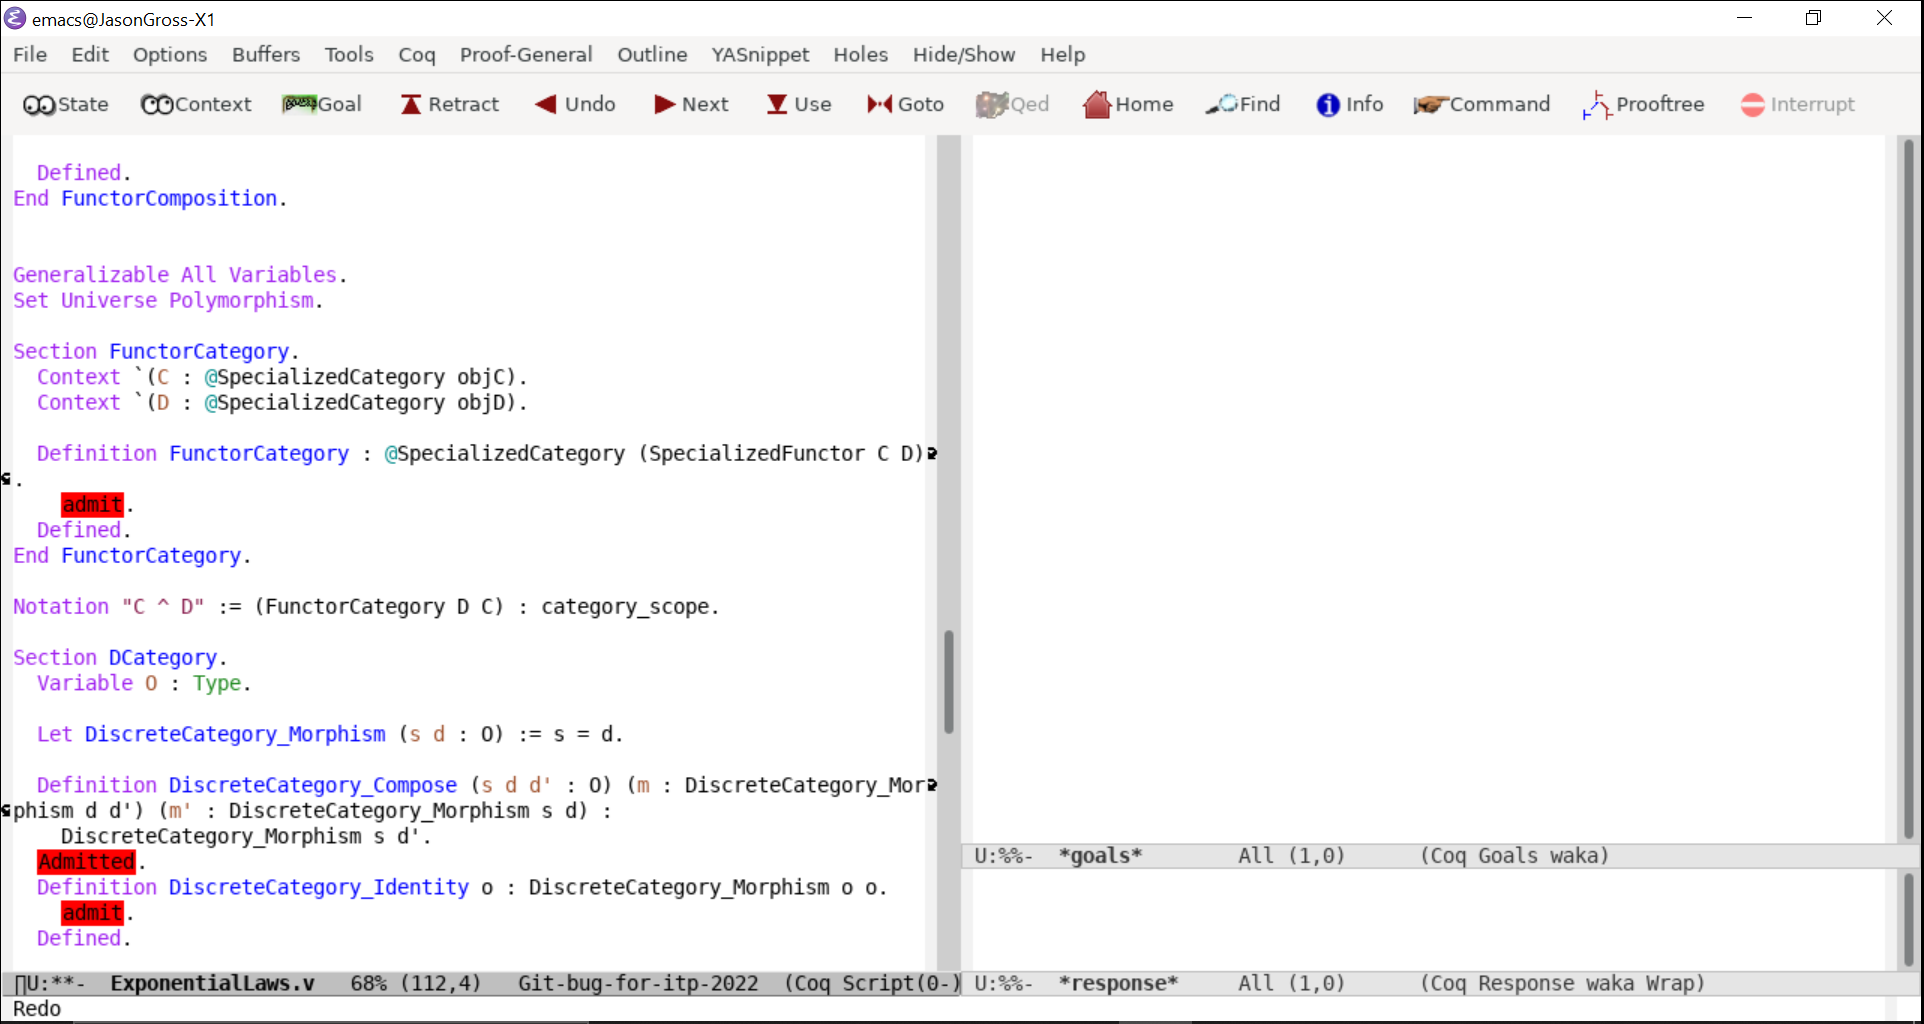 emacs@JasonGross-X1
File Edit Options Buffers Tools Coq Proof-General Outline YASnippet Holes Hide/Show Help
State Context Goal Retract Undo Next Use Goto Qed Home Find Info Command Prooftree Interrupt
Defined.
End FunctorComposition.
Generalizable All Variables.
Set Universe Polymorphism.
Section FunctorCategory.
Context `(C : @SpecializedCategory objC).
Context `(D : @SpecializedCategory objD).
Definition FunctorCategory : @SpecializedCategory (SpecializedFunctor C D)
.
admit.
Defined.
End FunctorCategory.
Notation "C ^ D" := (FunctorCategory D C) : category_scope.
Section DCategory.
Variable O : Type.
Let DiscreteCategory_Morphism (s d : O) := s = d.
Definition DiscreteCategory_Compose (s d d' : O) (m : DiscreteCategory_Mor
phism d d') (m' : DiscreteCategory_Morphism s d) :
DiscreteCategory_Morphism s d'.
Admitted.
Definition DiscreteCategory_Identity o : DiscreteCategory_Morphism o o.
admit.
Defined.
U:**- ExponentialLaws.v 68% (112,4) Git-bug-for-itp-2022 (Coq Script(0-)
U:%%- *goals* All (1,0) (Coq Goals waka)
U:%%- *response* All (1,0) (Coq Response waka Wrap)
Redo